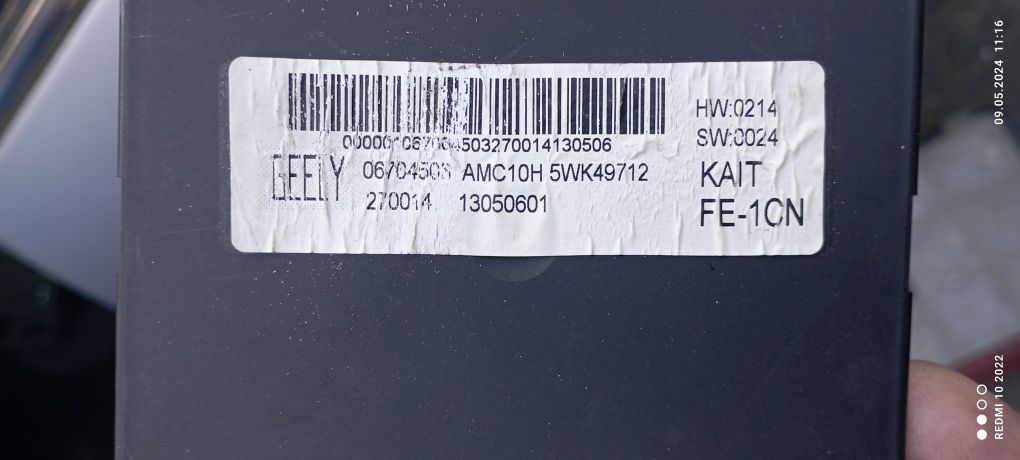 HW:0214
SW:0024
00000106704503270014130506
GEELY 06704503 AMC10H 5WK49712
270014 13050601
KAIT
FE-1CN
09.05.2024 11:16
REDMI 10 2022